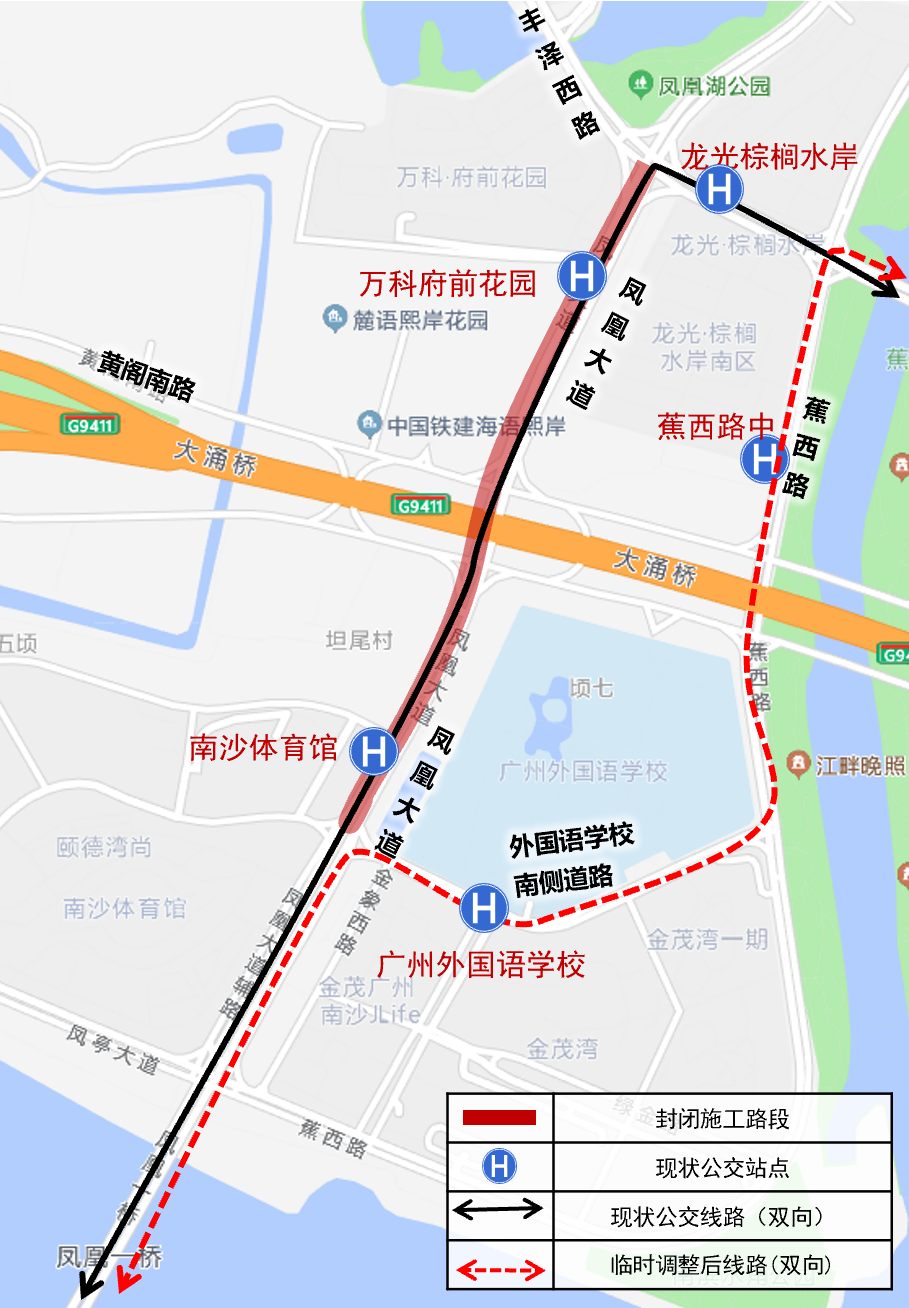 丰泽西路
凤凰湖公园
龙光棕榈水岸
万科·府前花园
龙光·棕榈水岸
万科府前花园
凤凰大道
麓语熙岸花园
龙光·棕榈
水岸南区
蕉
黄阁南路
G9411
中国铁建海语熙岸
蕉西路中
蕉西路
大涌桥
G9411
大涌桥
五顷
坦尾村
凤凰大道
蕉西路
G94
顷七
南沙体育馆
凤凰大道
广州外国语学校
江畔晚照
颐德湾尚
外国语学校
南侧道路
南沙体育馆
凤凰大道辅路
金象西路
金茂湾一期
广州外国语学校
金茂广州
南沙JLife
凤亭大道
金茂湾
蕉西路
凤凰一桥
凤凰一桥
封闭施工路段
现状公交站点
现状公交线路（双向）
临时调整后线路(双向)